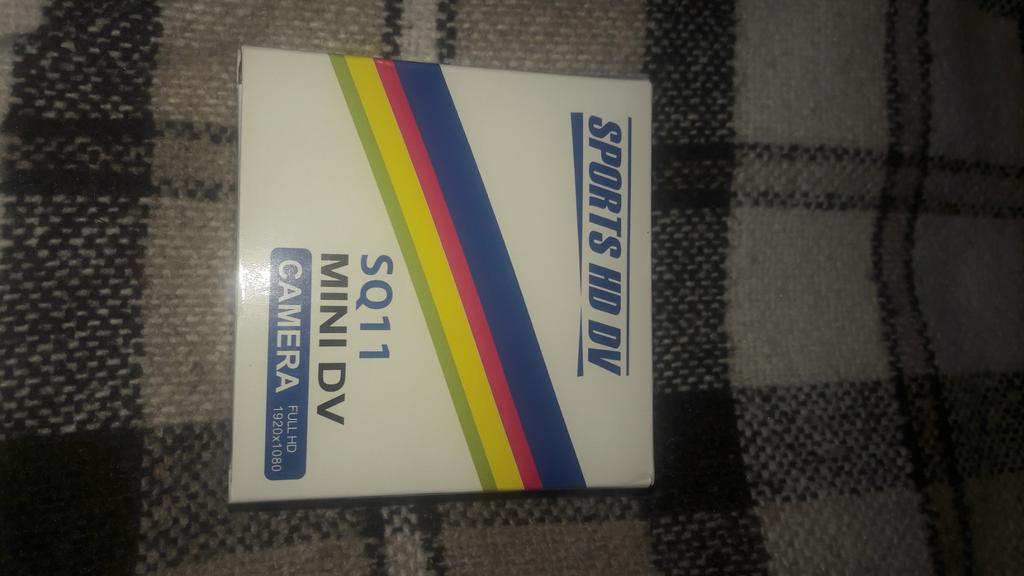 SPORTS HD DV
SQ11
MINI DV
CAMERA FULL HD
1920x1080